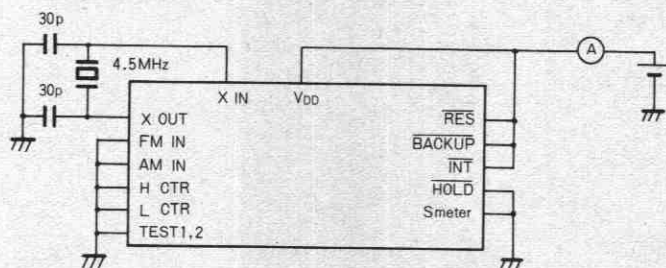 30p
4.5MHz
30p
A
X IN
VDD
X OUT
FM IN
AM IN
H CTR
L CTR
TEST1,2
RES
BACKUP
INT
HOLD
Smeter